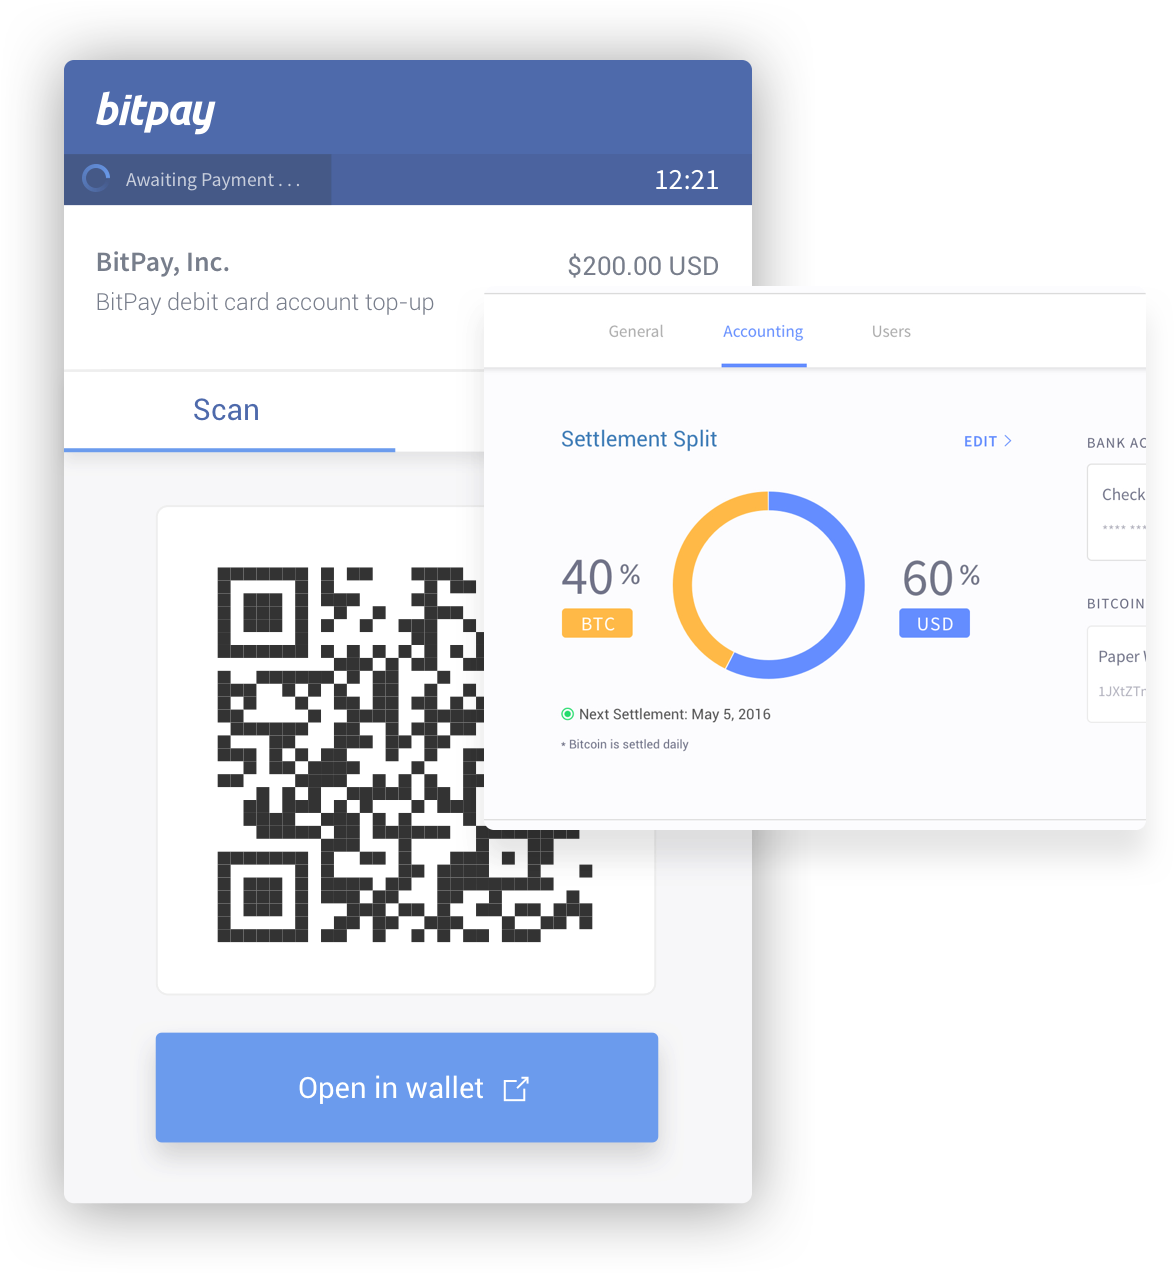 bitpay
Awaiting Payment . . .
12:21
BitPay, Inc.
$200.00 USD
BitPay debit card account top-up
Scan
General
Accounting
Users
Settlement Split
EDIT >
BANK AC
40 %
BTC
60 %
USD
Check
**** ***
BITCOIN
Paper
1JXtZTr
Next Settlement: May 5, 2016
* Bitcoin is settled daily
Open in wallet